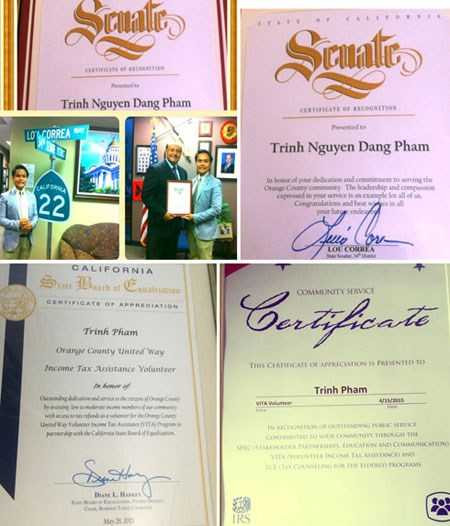 Senate
CERTIFICATE OF RECOGNITION
Presented to
Trinh Nguyen Dang Pham
LOU CORREA
CALIFORNIA
22
STATE OF CALIFORNIA
Senate
CERTIFICATE OF RECOGNITION
Presented to
Trinh Nguyen Dang Pham
In honor of your dedication and commitment to serving the
Orange County community. The leadership and compassion
expressed in your service is an example for all of us.
Congratulations and best wishes in all
your future endeavors.
LOU CORREA
State Senator, 34th District
CALIFORNIA
State Board of Equalization
CERTIFICATE OF APPRECIATION
Trinh Pham
Orange County United Way
Income Tax Assistance Volunteer
In honor of:
Outstanding dedication and service to the citizens of Orange County
by assisting low to moderate income members of our community
with access to tax refunds as a volunteer for the Orange County
United Way Volunteer Income Tax Assistance (VITA) Program in
partnership with the California State Board of Equalization.
DIANE L. HARKEY
May 28, 2015
COMMUNITY SERVICE
Certificate
THIS CERTIFICATE OF APPRECIATION IS PRESENTED TO
Trinh Pham
VITA Volunteer 4/15/2015
Date
IN RECOGNITION OF OUTSTANDING PUBLIC SERVICE
CONTRIBUTED TO YOUR COMMUNITY THROUGH THE
SPEC (STAKEHOLDER PARTNERSHIPS, EDUCATION AND COMMUNICATION)
VITA (VOLUNTEER INCOME TAX ASSISTANCE) AND
TCE (TAX COUNSELING FOR THE ELDERLY) PROGRAMS.
IRS